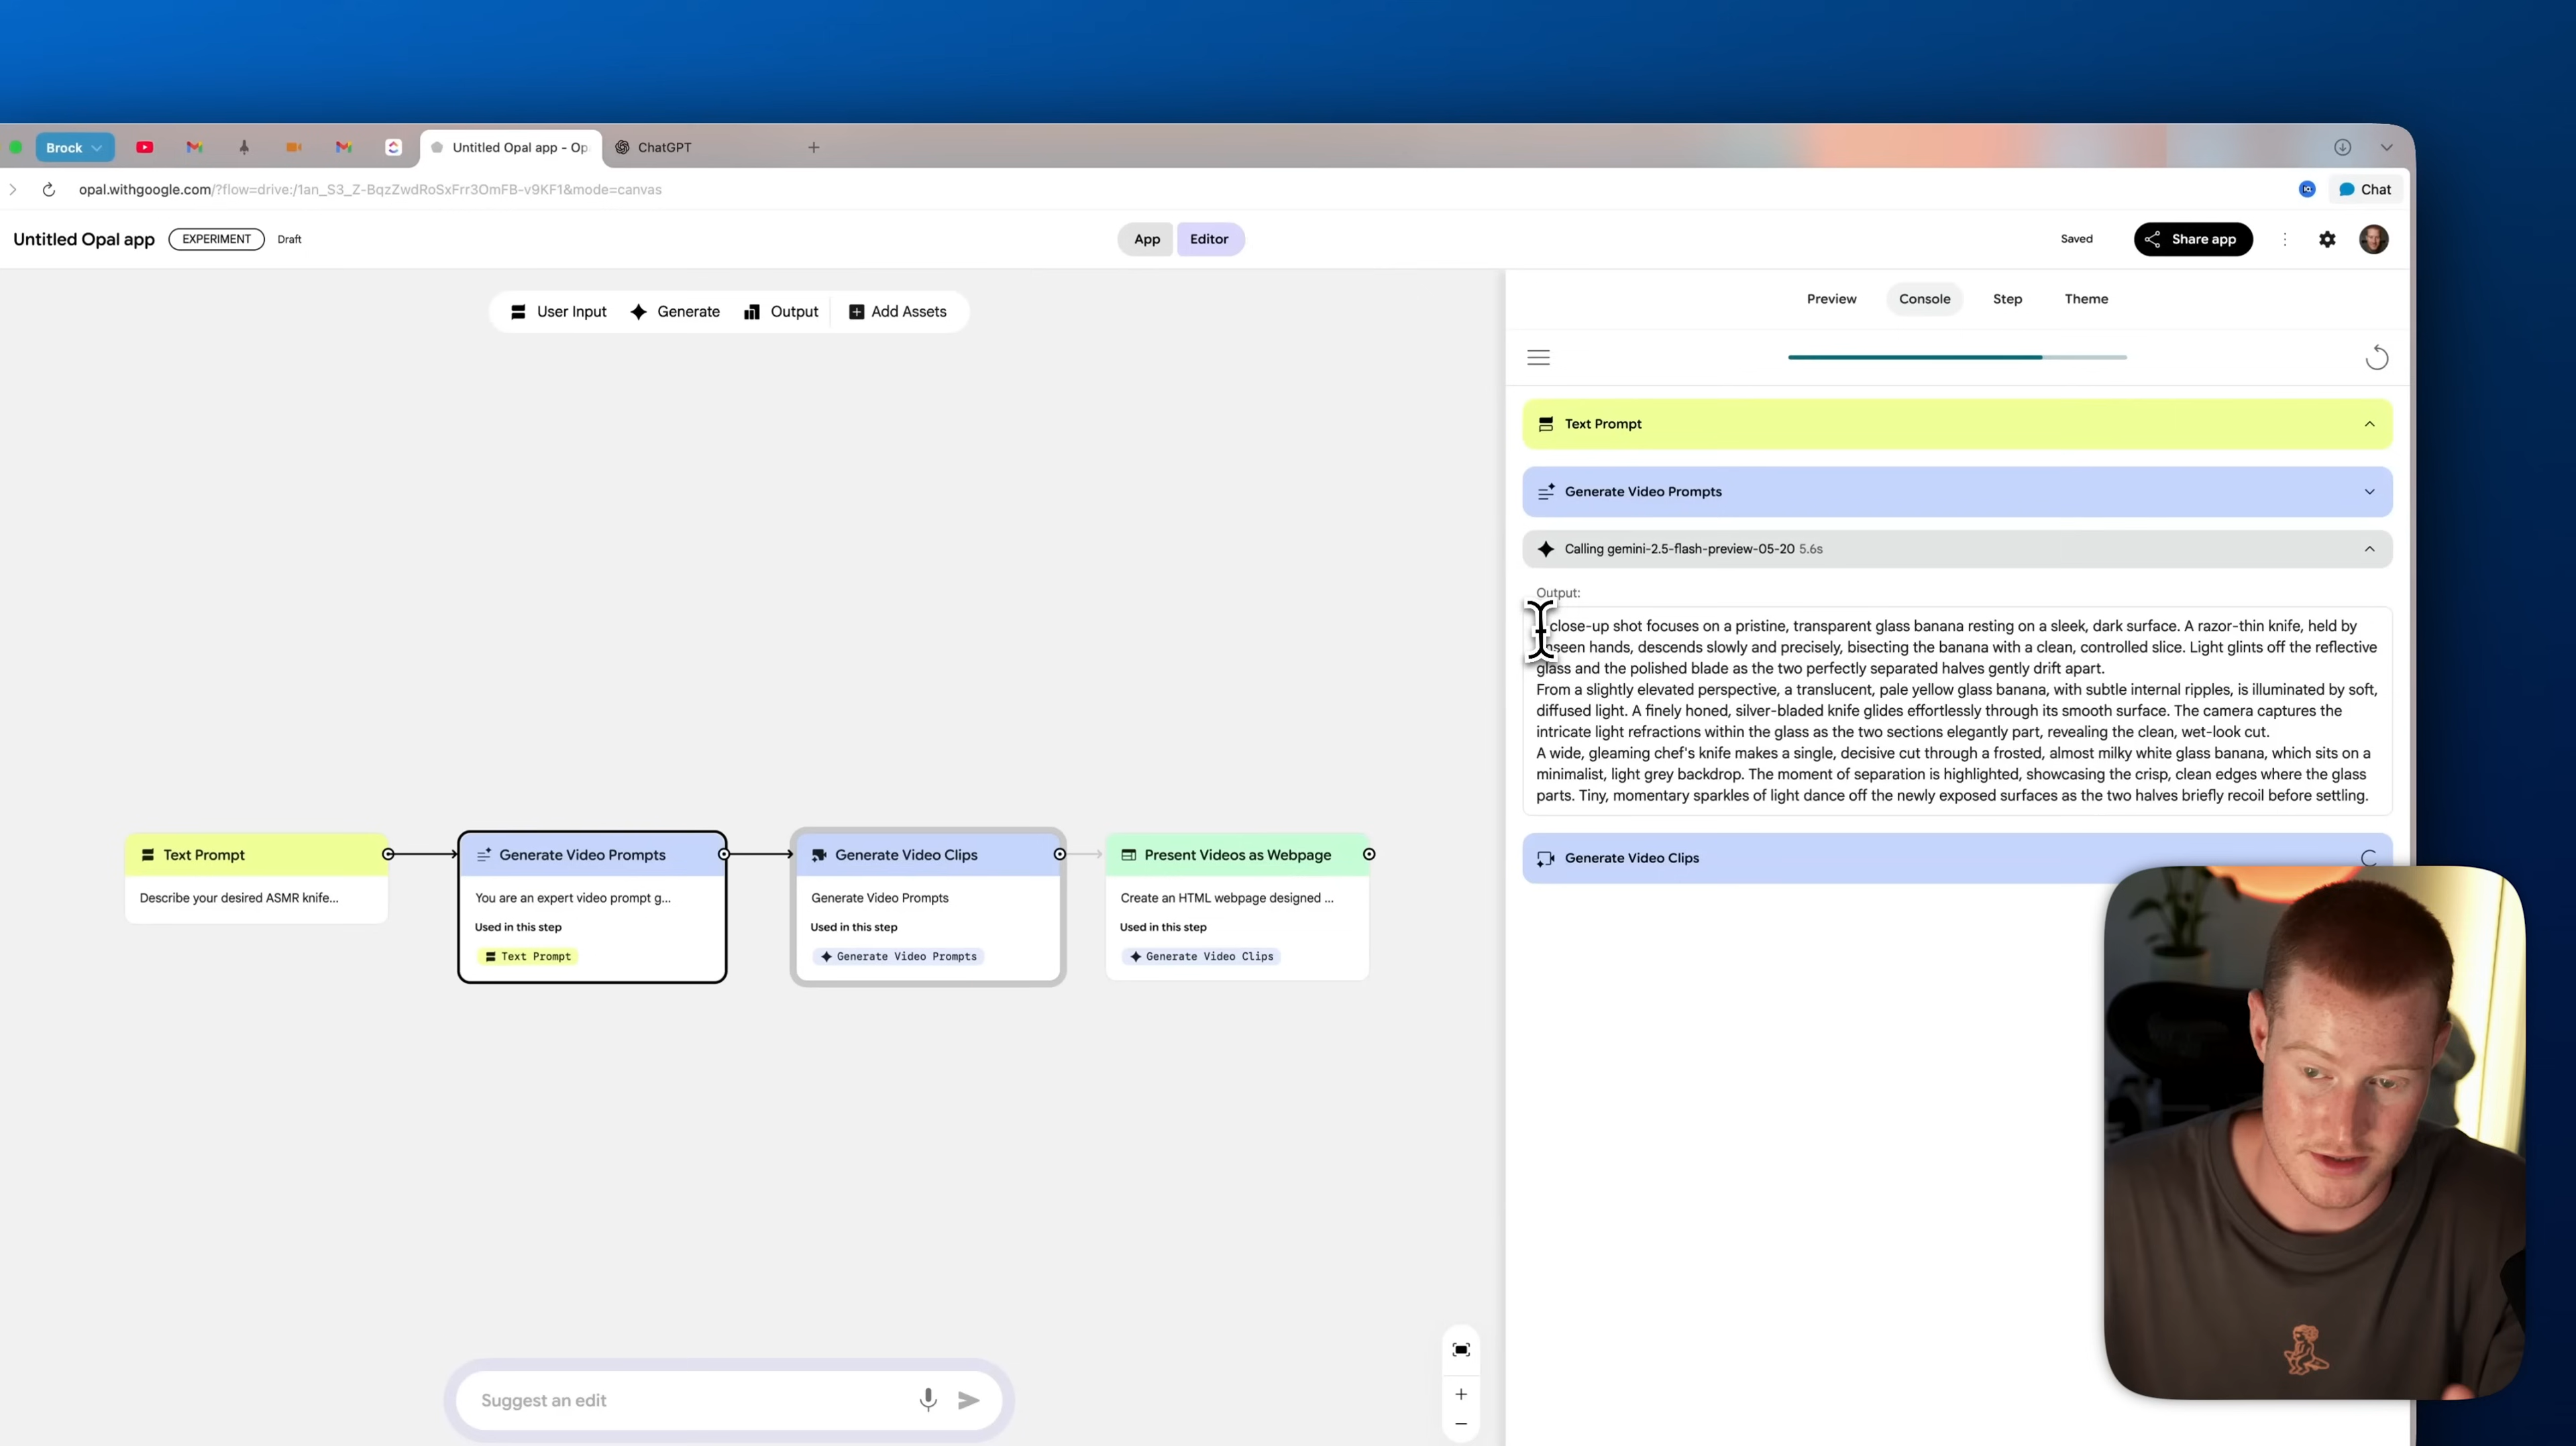 Brock
Untitled Opal app - Op
ChatGPT
opal.withgoogle.com/?flow=drive:/1an_S3_Z-BqzZwdRoSxFrr3OmFB-v9KF1&mode=canvas
Chat
Untitled Opal app
EXPERIMENT
Draft
App
Editor
Saved
Share app
User Input
Generate
Output
Add Assets
Preview
Console
Step
Theme
Text Prompt
Generate Video Prompts
Calling gemini-2.5-flash-preview-05-20 5.6s
Output:
close-up shot focuses on a pristine, transparent glass banana resting on a sleek, dark surface. A razor-thin knife, held by
unseen hands, descends slowly and precisely, bisecting the banana with a clean, controlled slice. Light glints off the reflective
glass and the polished blade as the two perfectly separated halves gently drift apart.
From a slightly elevated perspective, a translucent, pale yellow glass banana, with subtle internal ripples, is illuminated by soft,
diffused light. A finely honed, silver-bladed knife glides effortlessly through its smooth surface. The camera captures the
intricate light refractions within the glass as the two sections elegantly part, revealing the clean, wet-look cut.
A wide, gleaming chef's knife makes a single, decisive cut through a frosted, almost milky white glass banana, which sits on a
minimalist, light grey backdrop. The moment of separation is highlighted, showcasing the crisp, clean edges where the glass
parts. Tiny, momentary sparkles of light dance off the newly exposed surfaces as the two halves briefly recoil before settling.
Generate Video Clips
Text Prompt
Describe your desired ASMR knife...
Generate Video Prompts
You are an expert video prompt g...
Used in this step
Text Prompt
Generate Video Clips
Generate Video Prompts
Used in this step
Generate Video Prompts
Present Videos as Webpage
Create an HTML webpage designed ...
Used in this step
Generate Video Clips
Suggest an edit